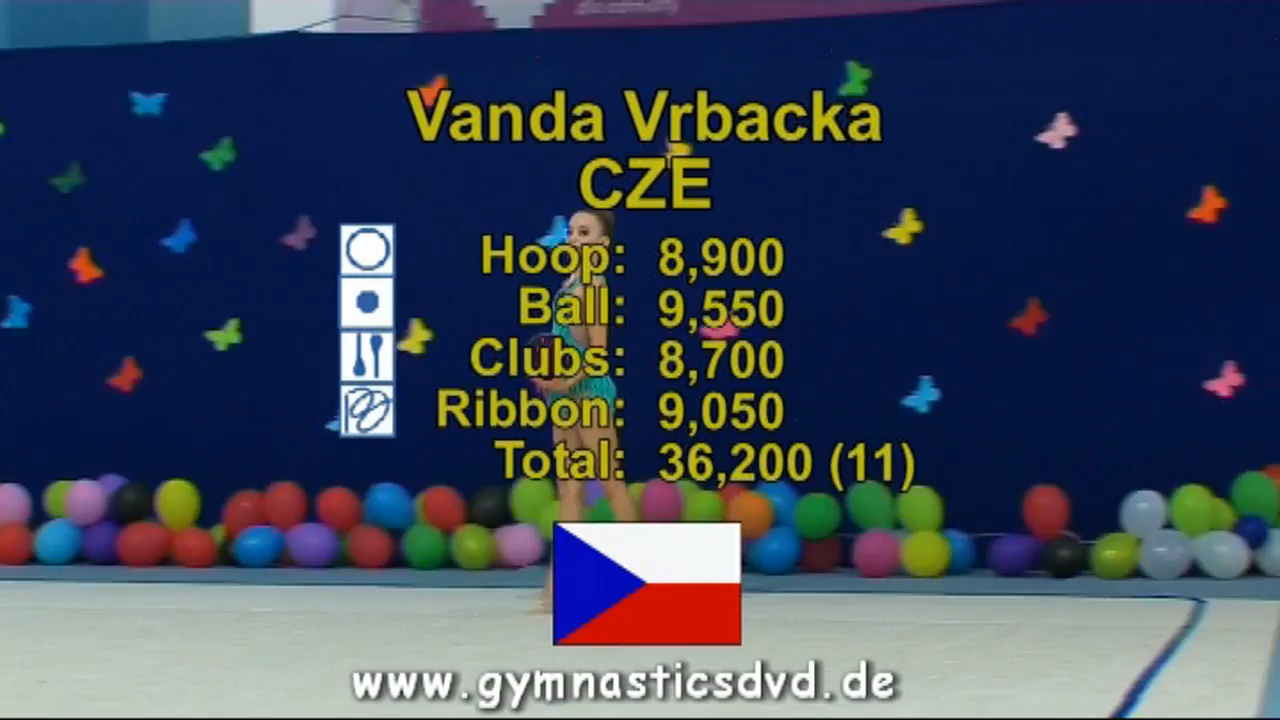 Vanda Vrbacka
CZE
Hoop: 8,900
Ball: 9,550
Clubs: 8,700
Ribbon: 9,050
Total: 36,200 (11)
www.gymnasticsdvd.de